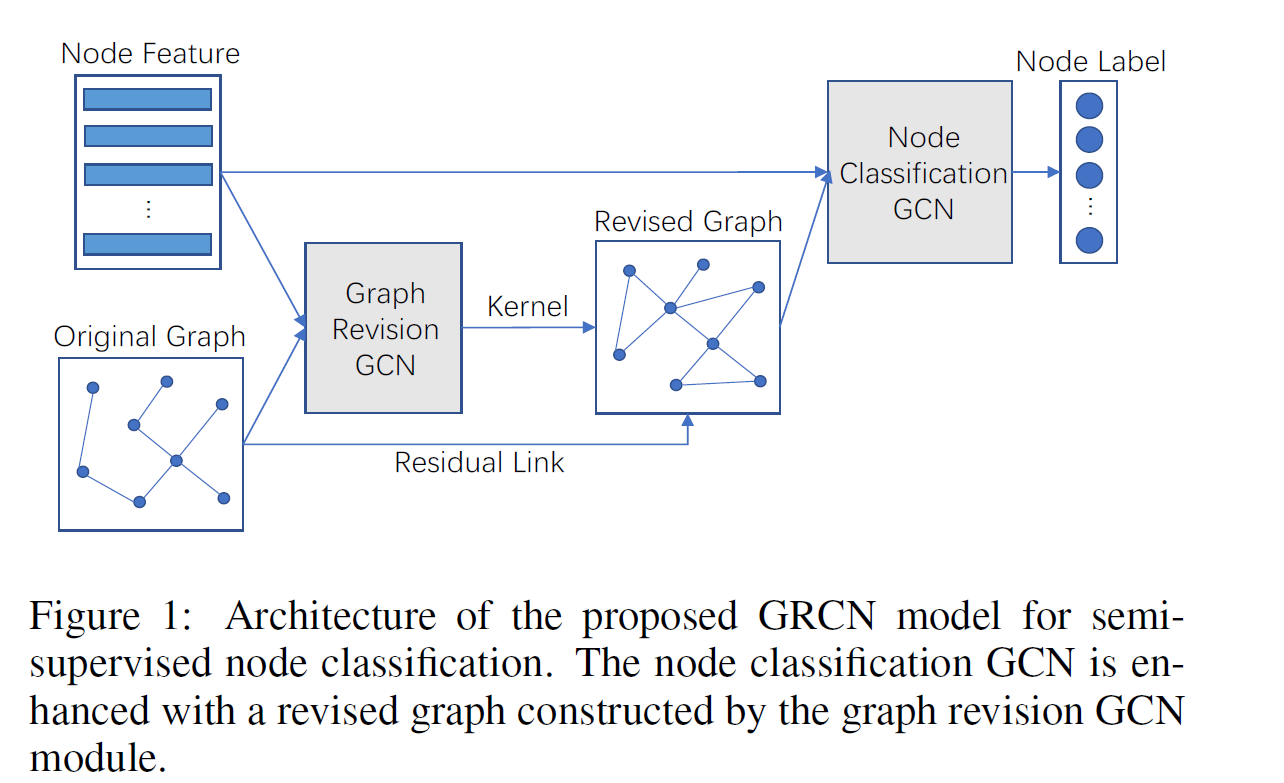 Node Feature
Node Label
Node
Classification
GCN
Revised Graph
Graph
Revision
GCN
Kernel
Original Graph
Residual Link
Figure 1: Architecture of the proposed GRCN model for semi-
supervised node classification. The node classification GCN is en-
hanced with a revised graph constructed by the graph revision GCN
module.